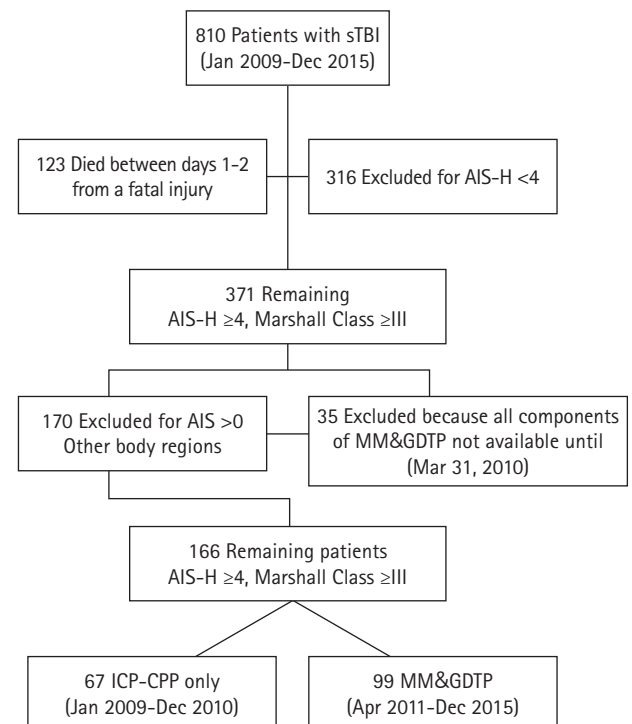 810 Patients with sTBI
(Jan 2009-Dec 2015)
123 Died between days 1-2
from a fatal injury
316 Excluded for AIS-H <4
371 Remaining
AIS-H ≥4, Marshall Class ≥III
170 Excluded for AIS >0
Other body regions
35 Excluded because all components
of MM&GDTP not available until
(Mar 31, 2010)
166 Remaining patients
AIS-H ≥4, Marshall Class ≥III
67 ICP-CPP only
(Jan 2009-Dec 2010)
99 MM&GDTP
(Apr 2011-Dec 2015)